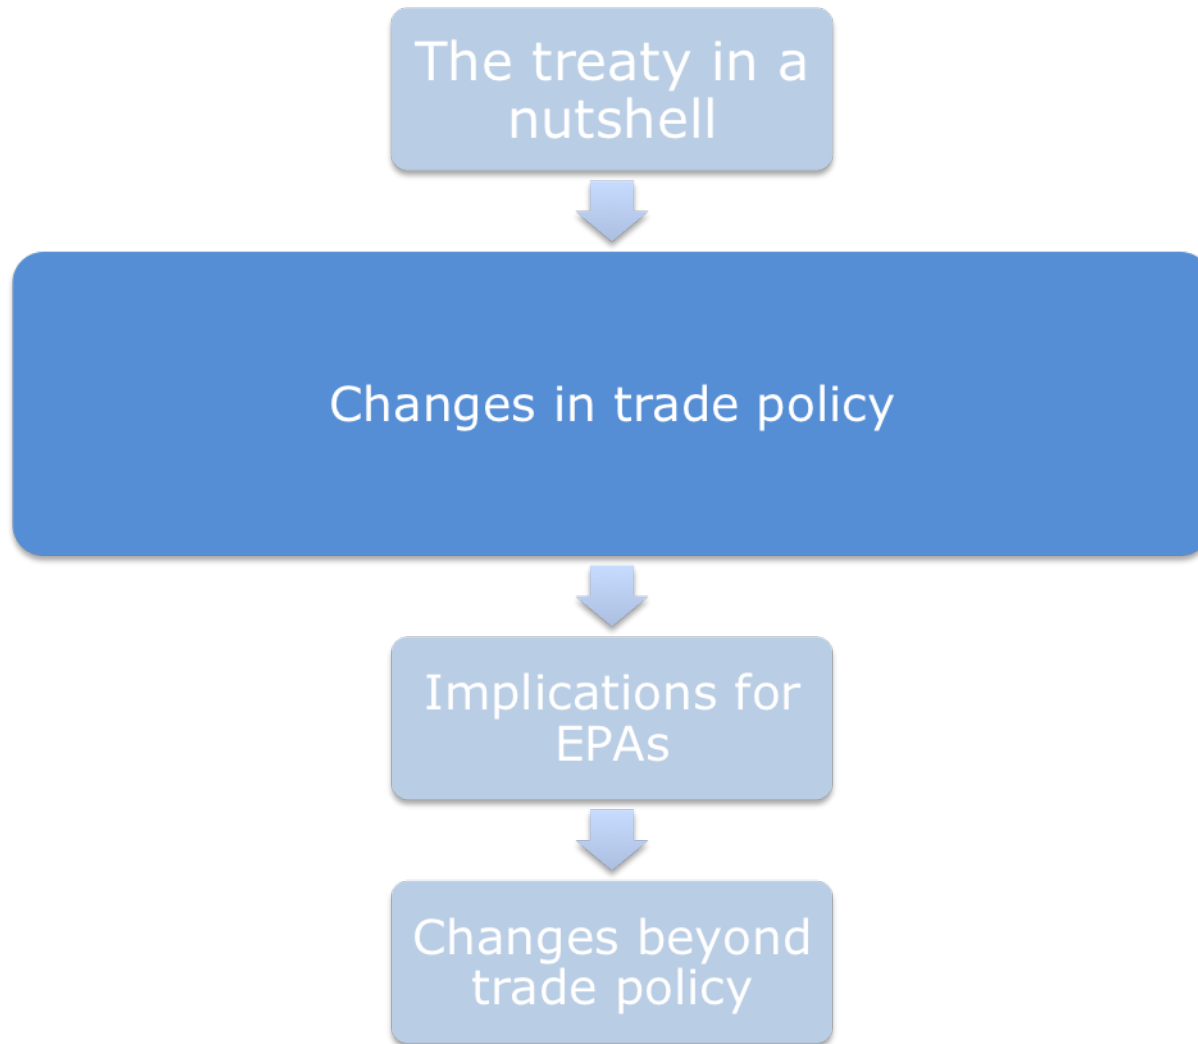 The treaty in a
nutshell
Changes in trade policy
Implications for
EPAs
Changes beyond
trade policy